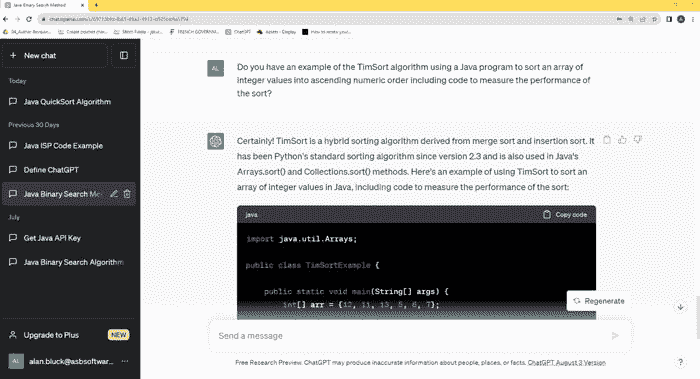 Java Binary Search Method
ChatGPT
How to create your...
New chat
Today
Java QuickSort Algorithm
Previous 30 Days
Java ISP Code Example
Define ChatGPT
Java Binary Search Me
July
Get Java API Key
Java Binary Search Algorithm
Upgrade to Plus NEW
AL alan.bluck@asbsoftwar... ...
AL Do you have an example of the TimSort algorithm using a Java program to sort an array of
integer values into ascending numeric order including code to measure the performance of
the sort?
Certainly! TimSort is a hybrid sorting algorithm derived from merge sort and insertion sort. It
has been Python's standard sorting algorithm since version 2.3 and is also used in Java's
Arrays.sort() and Collections.sort() methods. Here's an example of using TimSort to sort an
array of integer values in Java, including code to measure the performance of the sort:
java Copy code
import java.util.Arrays;
public class TimSortExample {
public static void main(String[] args) {
int[] arr = {12, 11, 13, 5, 6, 7};
Regenerate
Send a message
Free Research Preview. ChatGPT may produce inaccurate information about people, places, or facts. ChatGPT August 3 Version
?